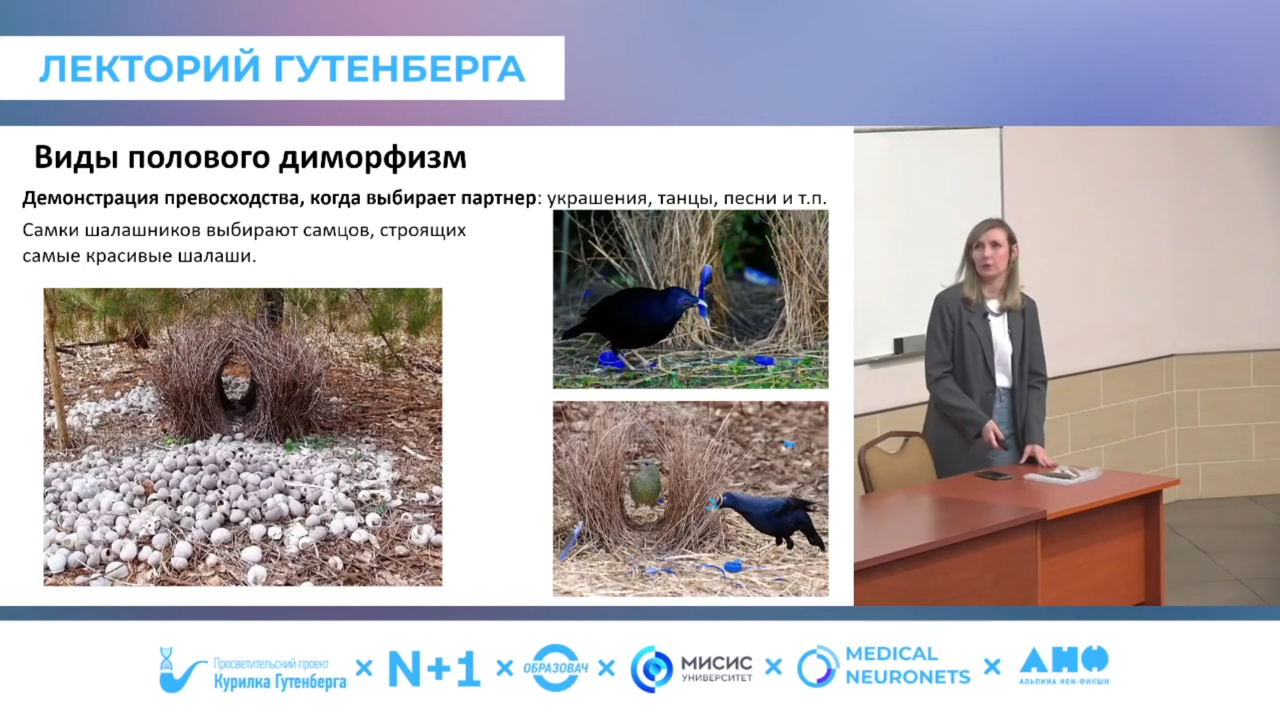 ЛЕКТОРИЙ ГУТЕНБЕРГА
Виды полового диморфизм
Демонстрация превосходства, когда выбирает партнер: украшения, танцы, песни и т.п.
Самки шалашников выбирают самцов, строящих
самые красивые шалаши.
Просветительский проект
Курилка Гутенберга
×
N+1
×
ОБРАЗОВАЧ
×
МИСИС
УНИВЕРСИТЕТ
×
MEDICAL
NEURONETS
×
АНФ
АЛЬПИНА НОН-ФИКШН